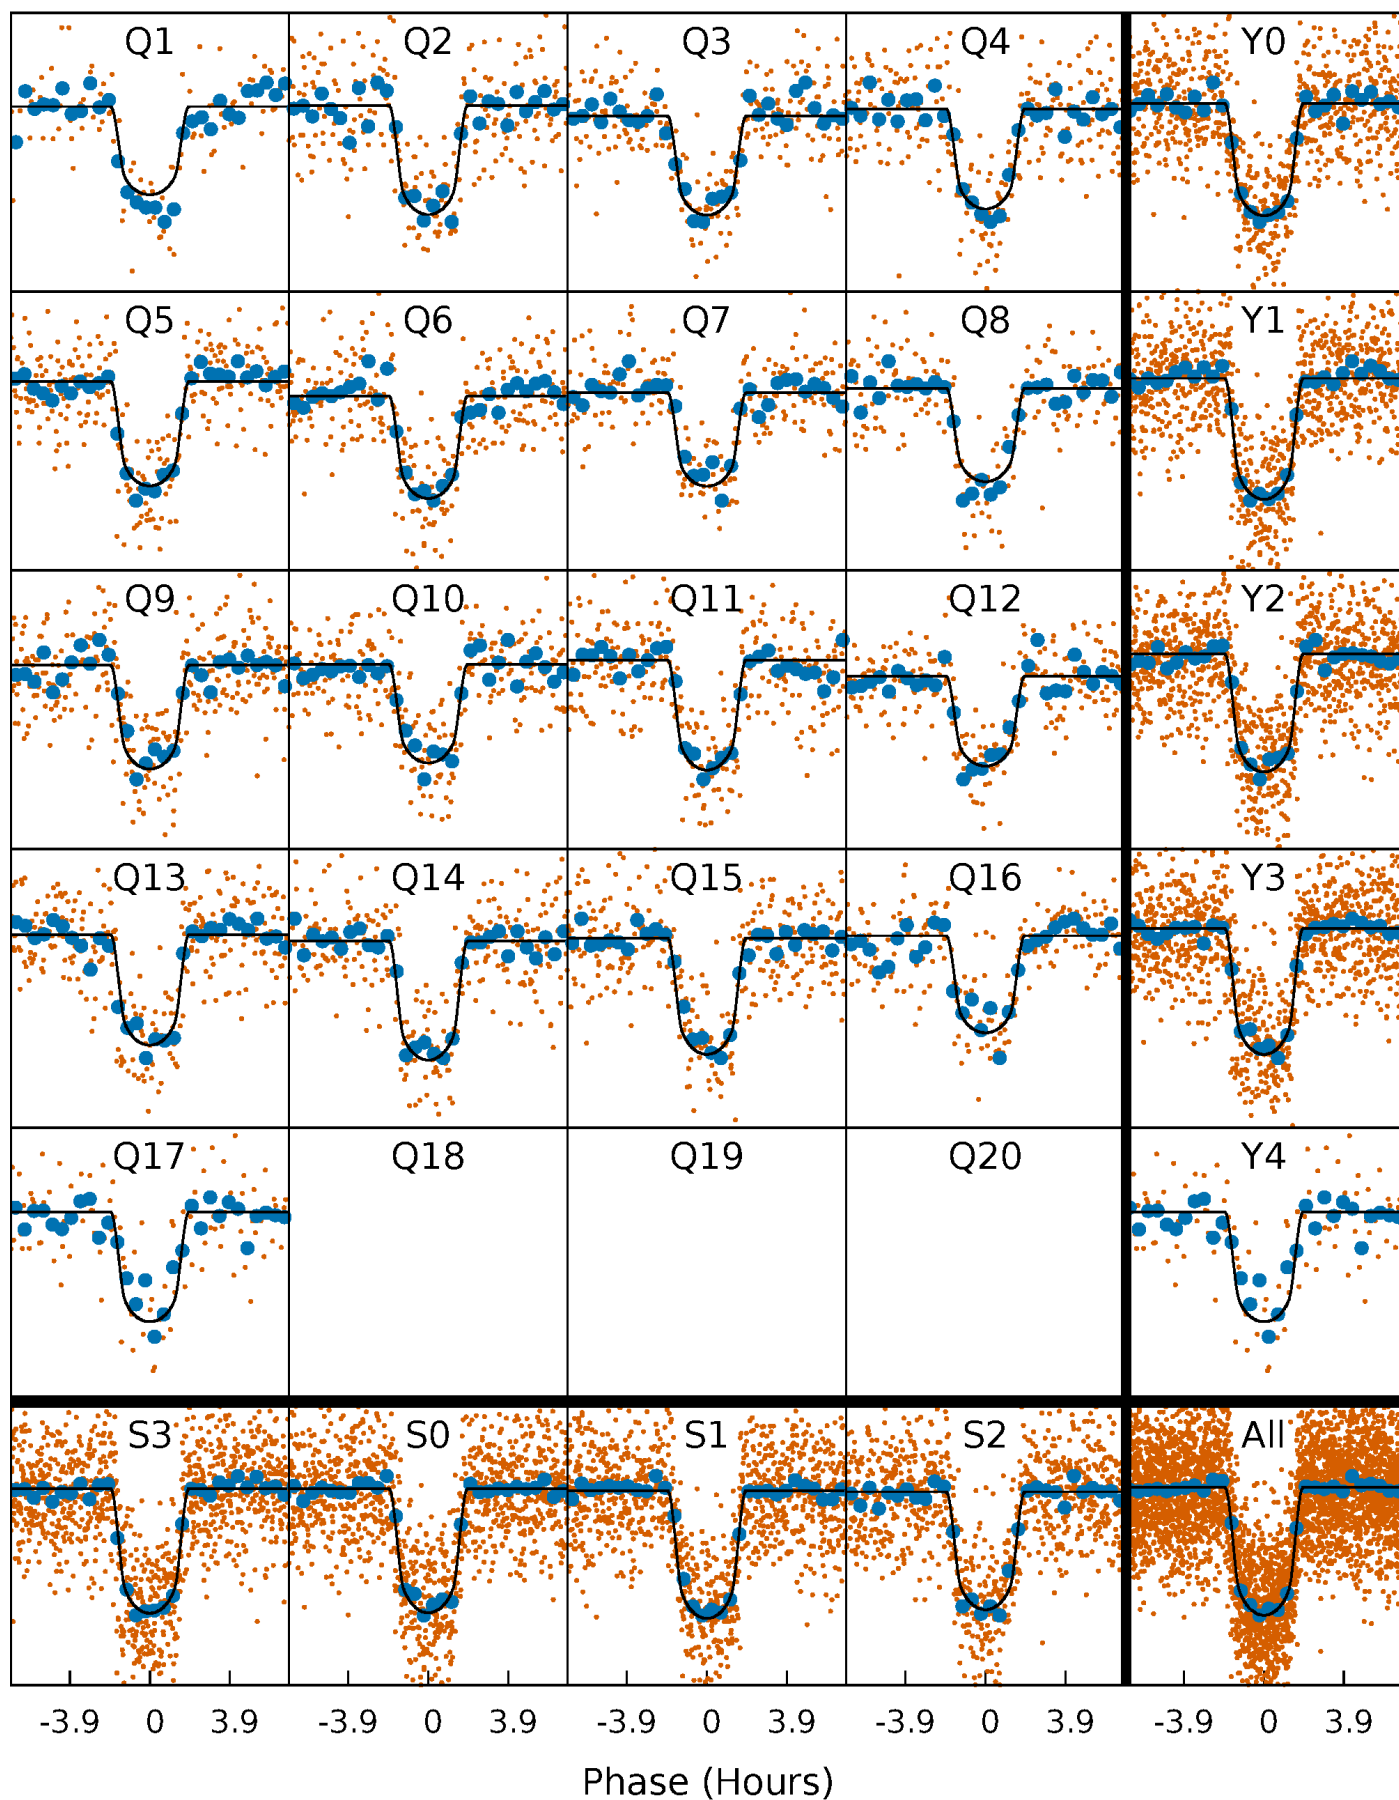 Q1 Q2 Q3 Q4 Y0
Q5 Q6 Q7 Q8 Y1
Q9 Q10 Q11 Q12 Y2
Q13 Q14 Q15 Q16 Y3
Q17 Q18 Q19 Q20 Y4
S3 S0 S1 S2 All
-3.9 0 3.9 -3.9 0 3.9 -3.9 0 3.9 -3.9 0 3.9 -3.9 0 3.9
Phase (Hours)